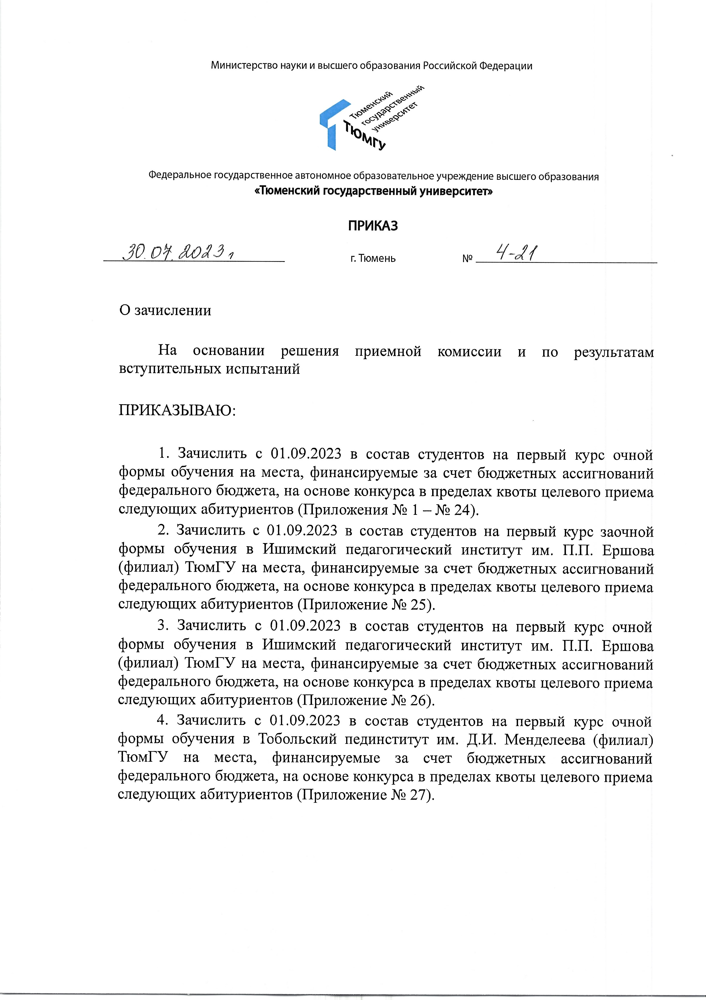 Министерство науки и высшего образования Российской Федерации
Тюменский
государственный
университет
ТЮМГУ
Федеральное государственное автономное образовательное учреждение высшего образования
«Тюменский государственный университет»
ПРИКАЗ
30.07.2023 г. г. Тюмень № 4-21
О зачислении
На основании решения приемной комиссии и по результатам
вступительных испытаний
ПРИКАЗЫВАЮ:
1. Зачислить с 01.09.2023 в состав студентов на первый курс очной
формы обучения на места, финансируемые за счет бюджетных ассигнований
федерального бюджета, на основе конкурса в пределах квоты целевого приема
следующих абитуриентов (Приложения № 1 – № 24).
2. Зачислить с 01.09.2023 в состав студентов на первый курс заочной
формы обучения в Ишимский педагогический институт им. П.П. Ершова
(филиал) ТюмГУ на места, финансируемые за счет бюджетных ассигнований
федерального бюджета, на основе конкурса в пределах квоты целевого приема
следующих абитуриентов (Приложение № 25).
3. Зачислить с 01.09.2023 в состав студентов на первый курс очной
формы обучения в Ишимский педагогический институт им. П.П. Ершова
(филиал) ТюмГУ на места, финансируемые за счет бюджетных ассигнований
федерального бюджета, на основе конкурса в пределах квоты целевого приема
следующих абитуриентов (Приложение № 26).
4. Зачислить с 01.09.2023 в состав студентов на первый курс очной
формы обучения в Тобольский пединститут им. Д.И. Менделеева (филиал)
ТюмГУ на места, финансируемые за счет бюджетных ассигнований
федерального бюджета, на основе конкурса в пределах квоты целевого приема
следующих абитуриентов (Приложение № 27).